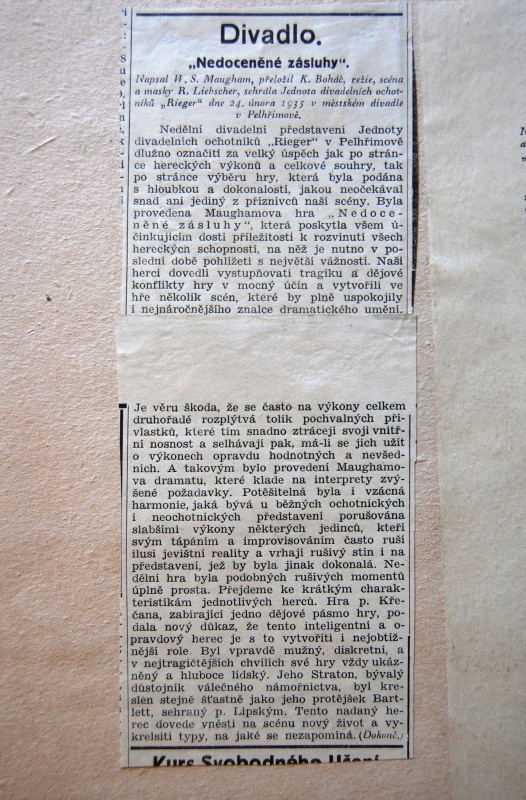 Divadlo.
„Nedoceněné zásluhy".
Napsal W. S. Maugham, přeložil K. Boháč, režie, scéna
a masky R. Liebscher, sehrála Jednota divadelních ochot-
níků „Rieger" dne 24. února 1935 v městském divadle
v Pelhřimově.
Nedělní divadelní představení Jednoty
divadelních ochotníků „Rieger" v Pelhřimově
dlužno označiti za velký úspěch jak po strán-
ce hereckých výkonů a celkové souhry, tak
po stránce výběru hry, která byla podána
s hloubkou a dokonalostí, jakou neočekával
snad ani jediný z příznivců naší scény. Byla
provedena Maughamova hra „Nedoce-
něné zásluhy", která poskytla všem ú-
činkujícím dosti příležitosti k rozvinutí všech
hereckých schopností, na něž je nutno v po-
slední době pohlížeti s největší vážností. Naši
herci dovedli vystupňovati tragiku a dějové
konflikty hry v mocný účin a vytvořili ve
hře několik scén, které by plně uspokojily
i nejnáročnějšího znalce dramatického umění.
Je věru škoda, že se často na výkony celkem
druhořadé rozplýtvá tolik pochvalných pří-
vlastků, které tím snadno ztrácejí svoji vnitř-
ní nosnost a selhávají pak, má-li se jich užít
o výkonech opravdu hodnotných a nevšed-
ních. A takovým bylo provedení Maughamo-
va dramatu, které klade na interprety zvý-
šené požadavky. Potěšitelná byla i vzácná
harmonie, jaká bývá u běžných ochotnických
i neochotnických představení porušována
slabšími výkony některých jedinců, kteří
svým tápáním a improvisováním často ruší
ilusi jevištní reality a vrhají rušivý stín i na
představení, jež by byla jinak dokonalá. Ne-
dělní hra byla podobných rušivých momentů
úplně prosta. Přejdeme ke krátkým charak-
teristikám jednotlivých herců. Hra p. Kře-
čana, zabírající jedno dějové pásmo hry, po-
dala nový důkaz, že tento inteligentní a o-
pravdový herec je s to vytvořiti i nejobtíž-
nější role. Byl vpravdě mužný, diskretní, a
v nejtragičtějších chvílích své hry vždy ukáz-
něný a hluboce lidský. Jeho Straton, bývalý
důstojník válečného námořnictva, byl kre-
slen stejně šťastně jako jeho protějšek Bart-
lett, sehraný p. Lipským. Tento nadaný he-
rec dovede vnésti na scénu nový život a vy-
kreslsiti typy, na jaké se nezapomíná. (Dokonč.)
Kurs Svobodného Učení